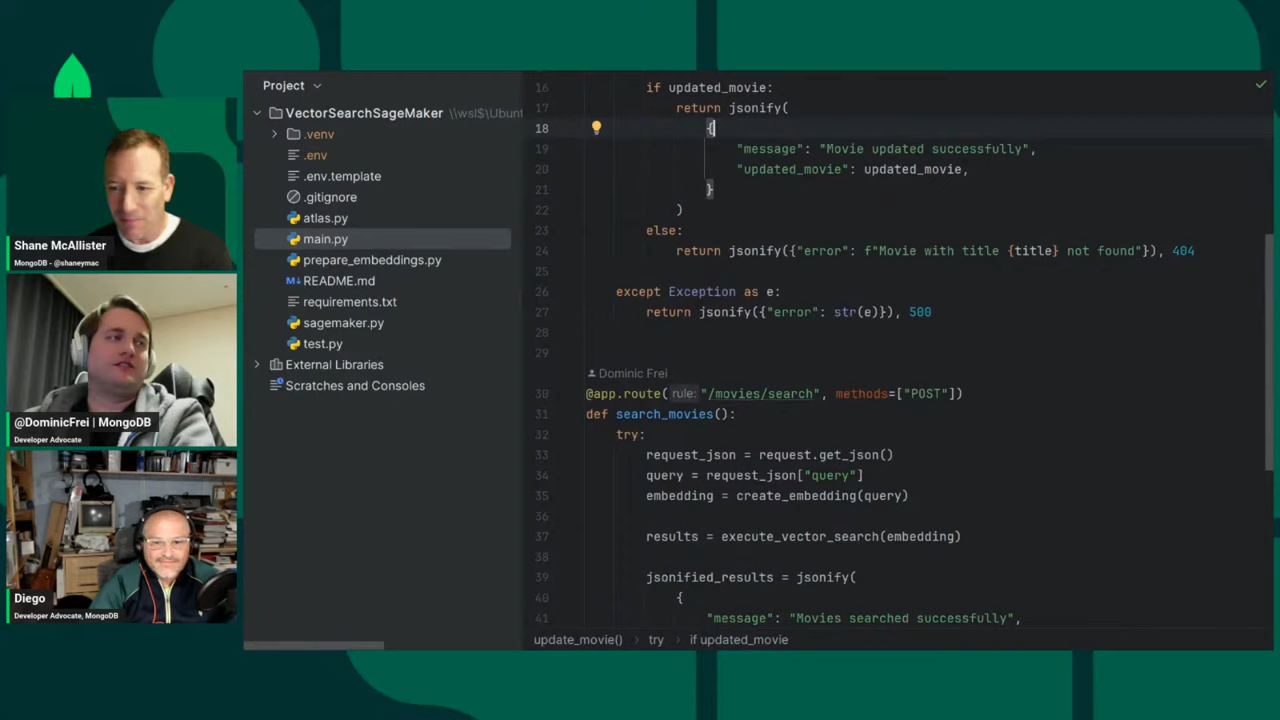 Shane McAllister
MongoDB - @shaneymac
@DominicFrei | MongoDB
Developer Advocate
Diego
Developer Advocate, MongoDB
Project
VectorSearchSageMaker \\wsl$\Ubunt
.venv
.env
.env.template
.gitignore
atlas.py
main.py
prepare_embeddings.py
M↓ README.md
requirements.txt
sagemaker.py
test.py
External Libraries
Scratches and Consoles
16 if updated_movie:
17 return jsonify(
18 {
19 "message": "Movie updated successfully",
20 "updated_movie": updated_movie,
21 }
22 )
23 else:
24 return jsonify({"error": f"Movie with title {title} not found"}), 404
25
26 except Exception as e:
27 return jsonify({"error": str(e)}), 500
28
29
Dominic Frei
30 @app.route( rule: "/movies/search", methods=["POST"])
31 def search_movies():
32 try:
33 request_json = request.get_json()
34 query = request_json["query"]
35 embedding = create_embedding(query)
36
37 results = execute_vector_search(embedding)
38
39 jsonified_results = jsonify(
40 {
41 "message": "Movies searched successfully",
update_movie() › try › if updated_movie